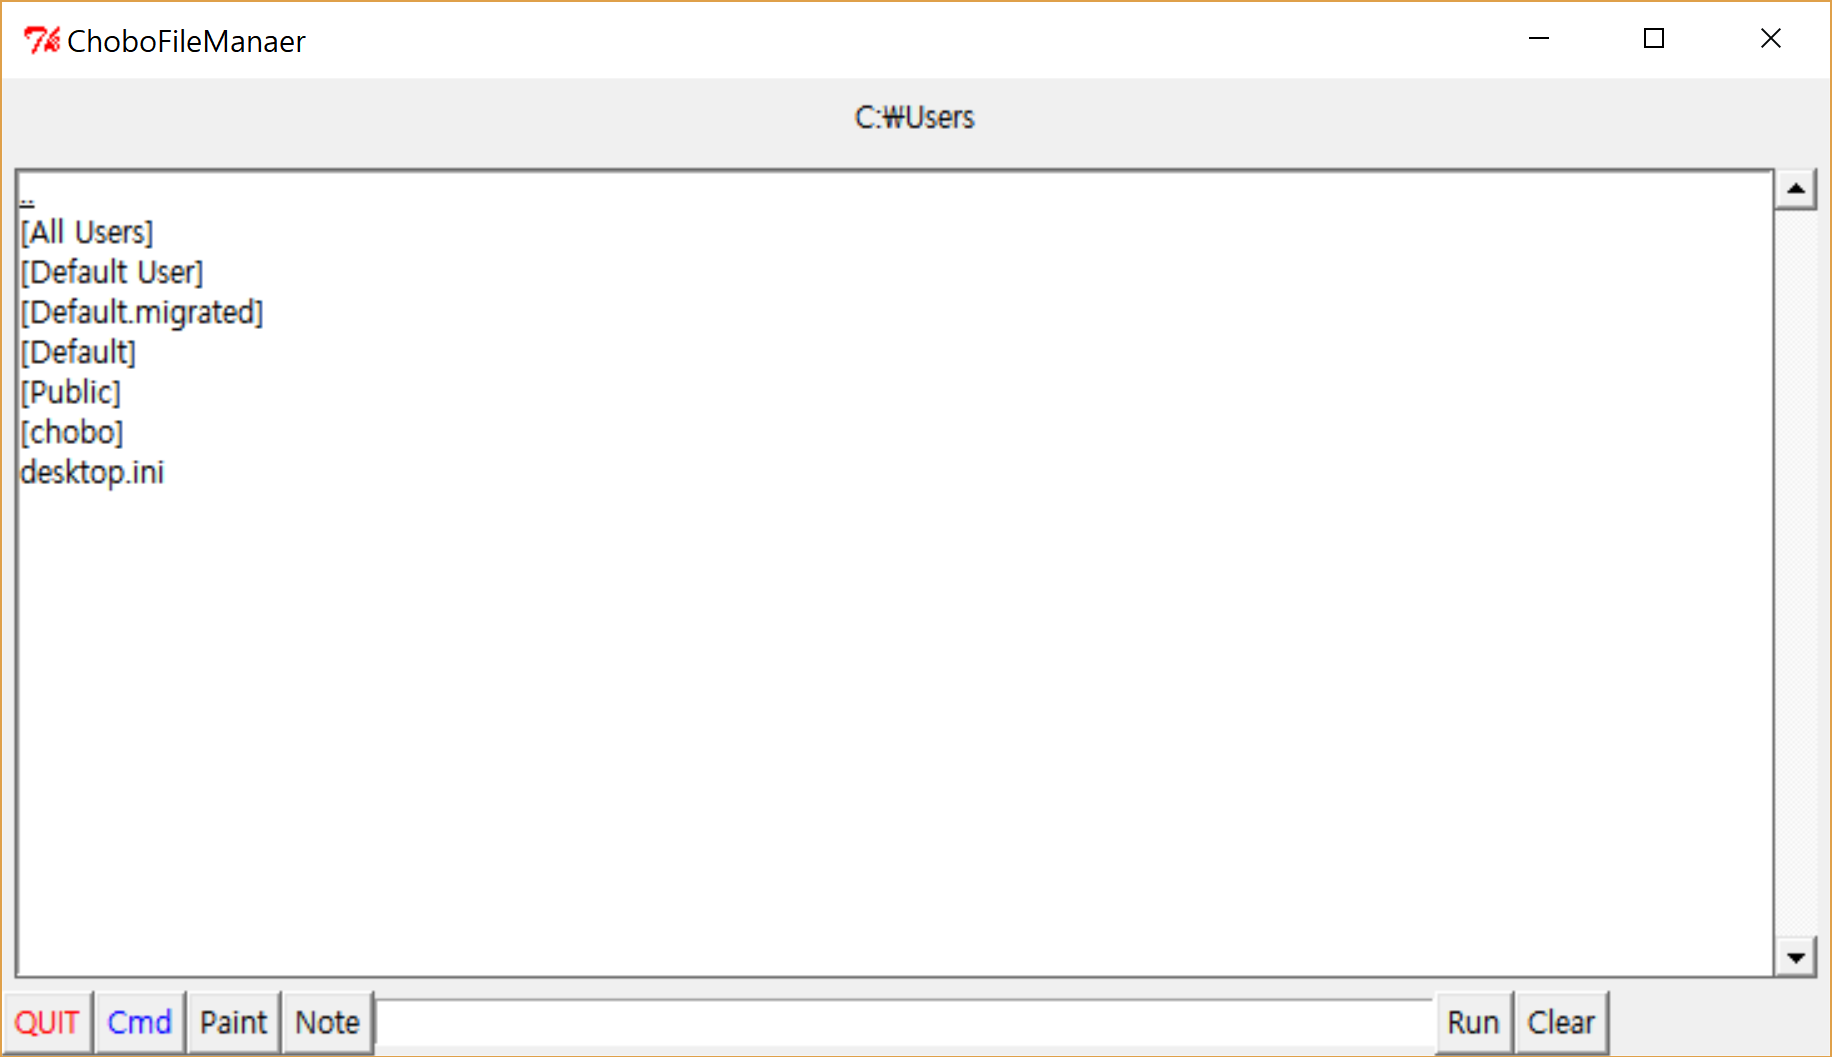 ChoboFileManaer
C:₩Users
..
[All Users]
[Default User]
[Default.migrated]
[Default]
[Public]
[chobo]
desktop.ini
QUIT Cmd Paint Note Run Clear